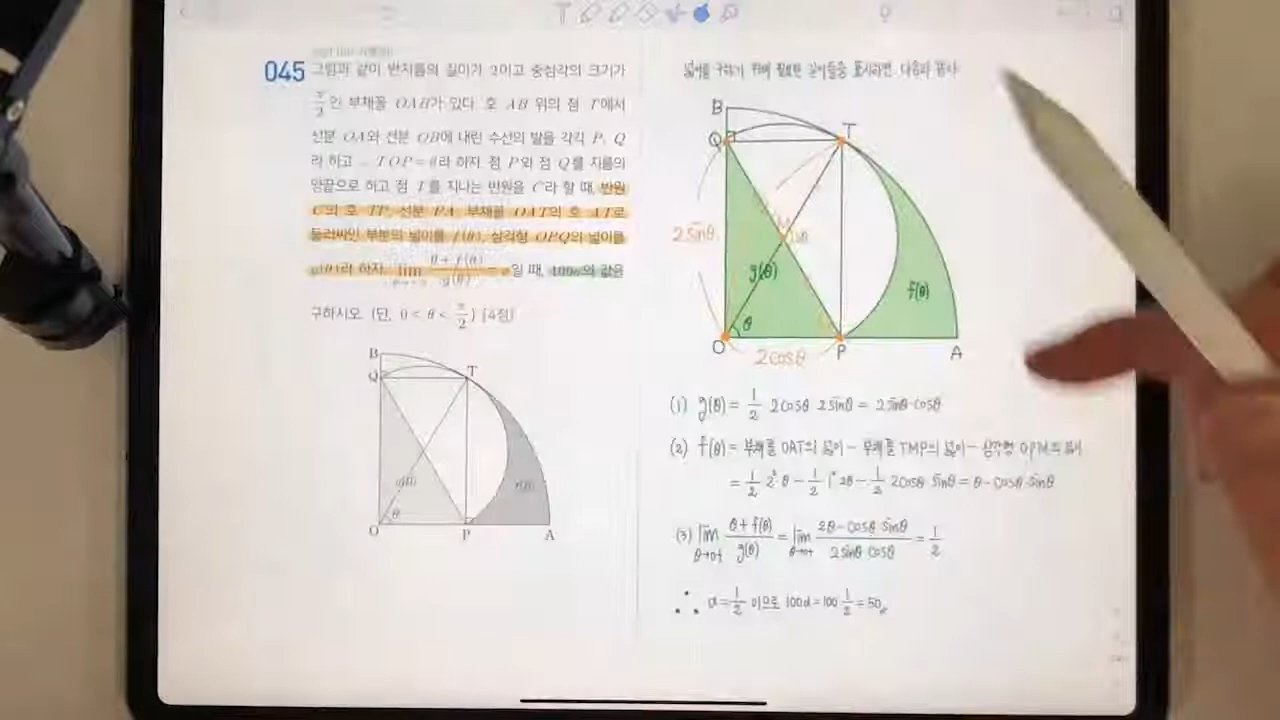 045
그림과 같이 반지름의 길이가 2이고 중심각의 크기가
π/2인 부채꼴 OAB가 있다. 호 AB 위의 점 T에서
선분 OA와 선분 OB에 내린 수선의 발을 각각 P, Q
라 하고 ∠TOP=θ라 하자. 점 P와 점 Q를 지름의
양끝으로 하고 점 T를 지나는 반원을 C라 할 때, 반원
C의 호 TP, 선분 PA, 부채꼴 OAT의 호 AT로
둘러싸인 부분의 넓이를 f(θ), 삼각형 OPQ의 넓이를
g(θ)라 하자. lim θ+f(θ)/g(θ) = α일 때, 100α의 값을
구하시오. (단, 0<θ<π/2) [4점]
B
Q
T
g(θ)
f(θ)
θ
O
P
A
넓이를 구하기 위해 필요한 길이들을 표시하면 다음과 같다
B
Q
T
2sinθ
M
2θ
g(θ)
f(θ)
θ
O
P
A
2cosθ
(1) g(θ)= 1/2 2cosθ 2sinθ = 2sinθ·cosθ
(2) f(θ)= 부채꼴 OAT의 넓이 - 부채꼴 TMP의 넓이 - 삼각형 OPM의 넓이
= 1/2 2² θ - 1/2 1² 2θ - 1/2 2cosθ sinθ = θ - cosθ·sinθ
(3) lim θ→0+ θ+f(θ)/g(θ) = lim θ→0+ 2θ-cosθ sinθ/2sinθ cosθ = 1/2
∴ α = 1/2 이므로 100α = 100 1/2 = 50